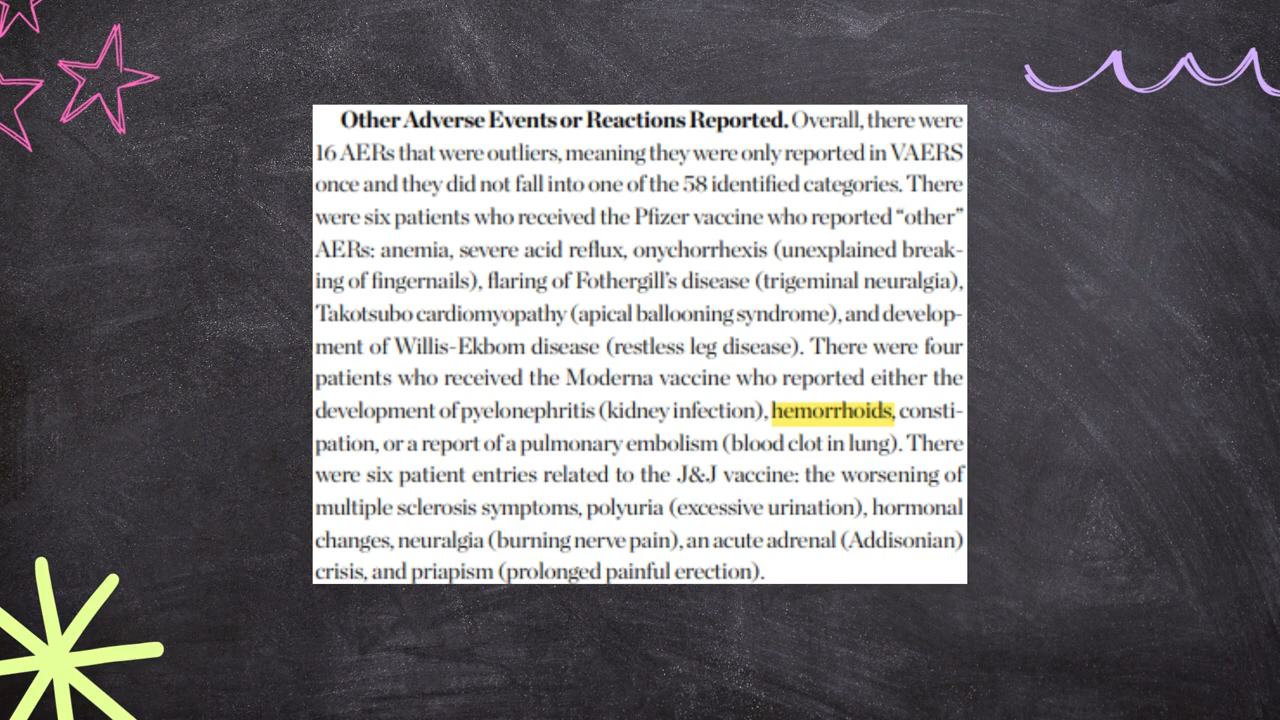 Other Adverse Events or Reactions Reported. Overall, there were
16 AERs that were outliers, meaning they were only reported in VAERS
once and they did not fall into one of the 58 identified categories. There
were six patients who received the Pfizer vaccine who reported “other”
AERs: anemia, severe acid reflux, onychorrhexis (unexplained break-
ing of fingernails), flaring of Fothergill’s disease (trigeminal neuralgia),
Takotsubo cardiomyopathy (apical ballooning syndrome), and develop-
ment of Willis-Ekbom disease (restless leg disease). There were four
patients who received the Moderna vaccine who reported either the
development of pyelonephritis (kidney infection), hemorrhoids, consti-
pation, or a report of a pulmonary embolism (blood clot in lung). There
were six patient entries related to the J&J vaccine: the worsening of
multiple sclerosis symptoms, polyuria (excessive urination), hormonal
changes, neuralgia (burning nerve pain), an acute adrenal (Addisonian)
crisis, and priapism (prolonged painful erection).